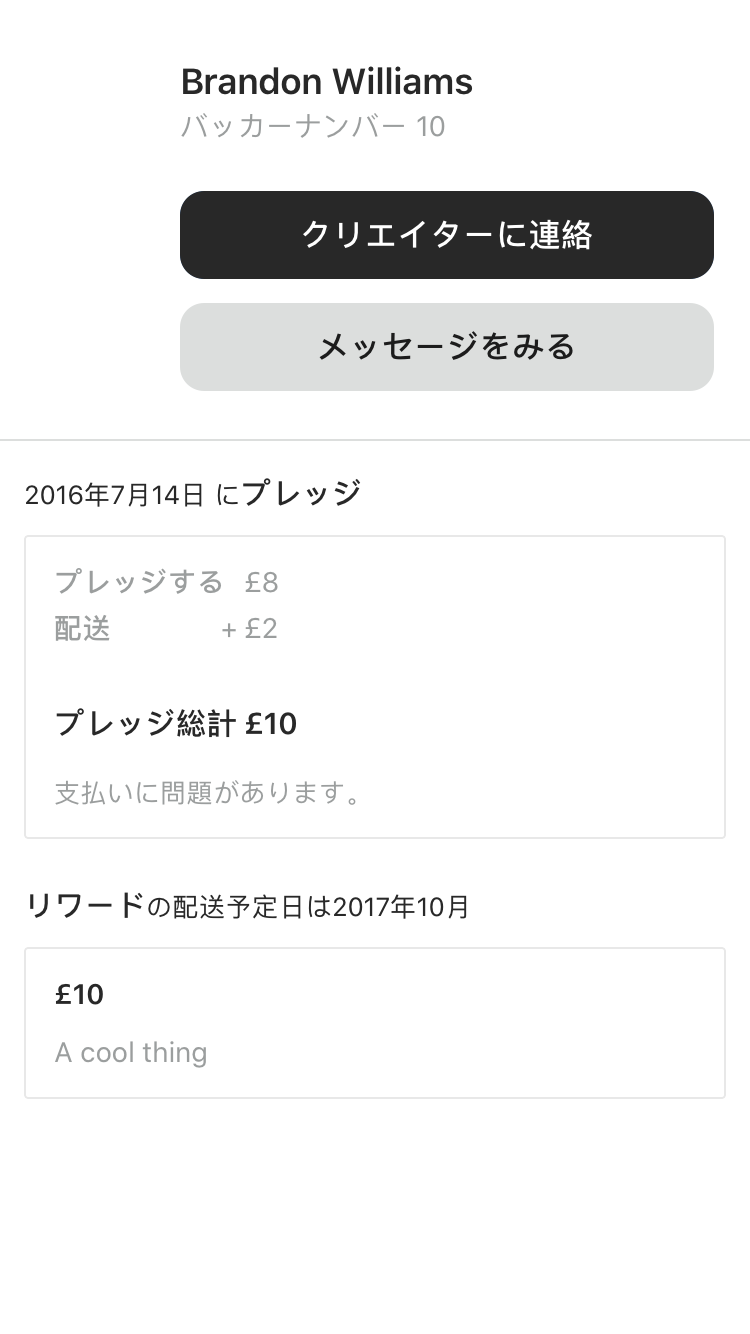 Brandon Williams
バッカーナンバー 10
クリエイターに連絡
メッセージをみる
2016年7月14日 にプレッジ
プレッジする £8
配送 + £2
プレッジ総計 £10
支払いに問題があります。
リワードの配送予定日は2017年10月
£10
A cool thing